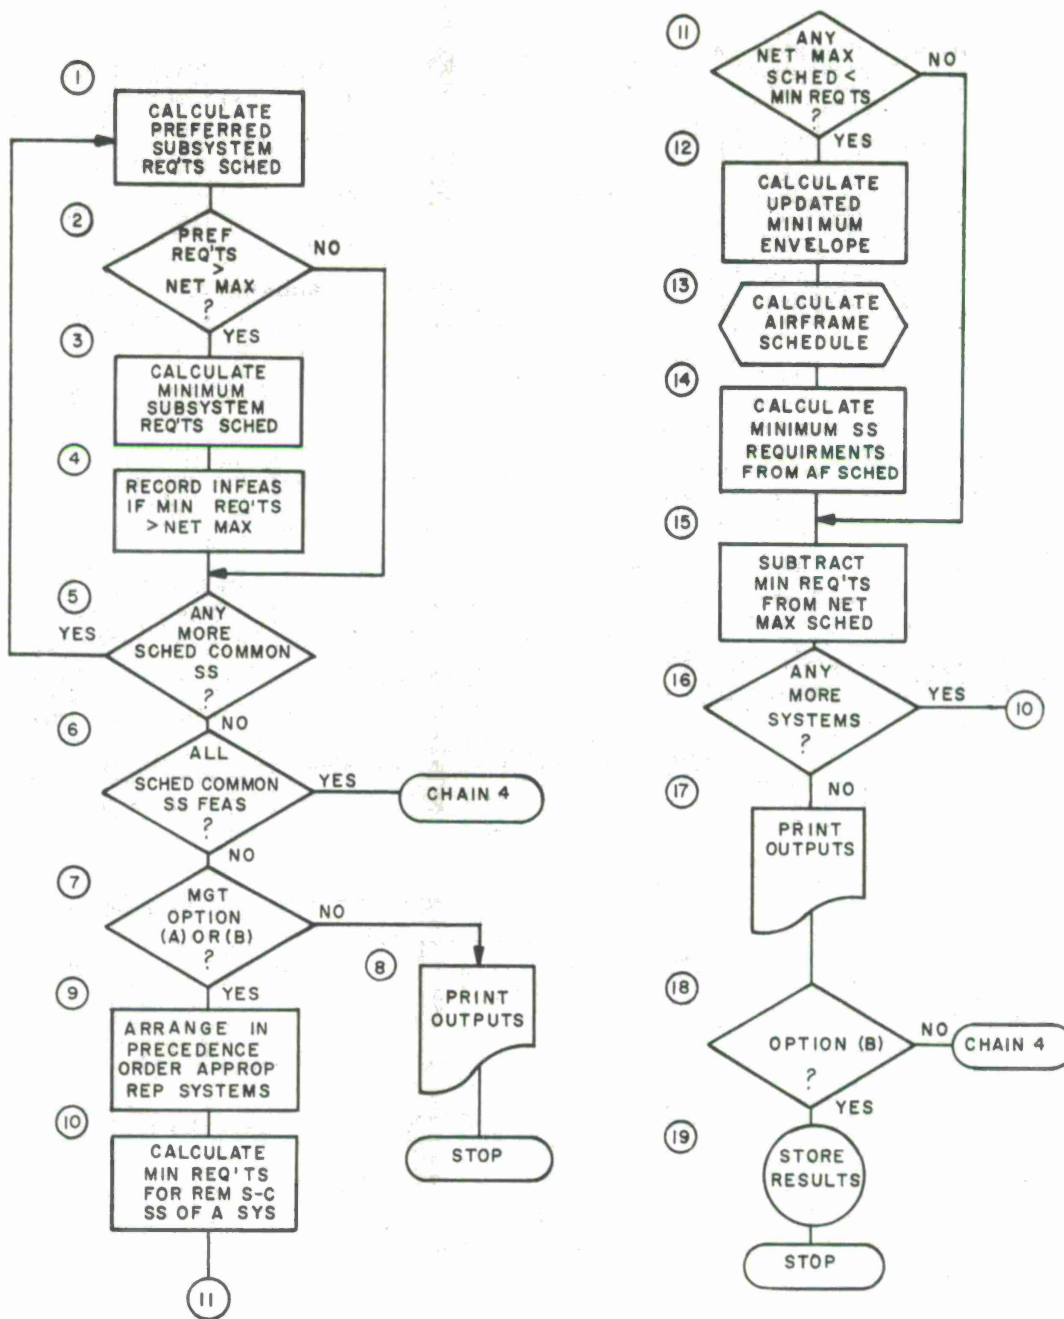 1
CALCULATE
PREFERRED
SUBSYSTEM
REQ'TS SCHED
2
PREF
REQ'TS
>
NET MAX
?
NO
YES
3
CALCULATE
MINIMUM
SUBSYSTEM
REQ'TS SCHED
4
RECORD INFEAS
IF MIN REQ'TS
> NET MAX
5
YES
ANY
MORE
SCHED COMMON
SS
?
NO
6
ALL
SCHED COMMON
SS FEAS
?
YES
CHAIN 4
NO
7
MGT
OPTION
(A) OR (B)
?
NO
YES
8
PRINT
OUTPUTS
STOP
9
ARRANGE IN
PRECEDENCE
ORDER APPROP
REP SYSTEMS
10
CALCULATE
MIN REQ'TS
FOR REM S-C
SS OF A SYS
11
11
ANY
NET MAX
SCHED <
MIN REQ TS
?
NO
YES
12
CALCULATE
UPDATED
MINIMUM
ENVELOPE
13
CALCULATE
AIRFRAME
SCHEDULE
14
CALCULATE
MINIMUM SS
REQUIRMENTS
FROM AF SCHED
15
SUBTRACT
MIN REQ'TS
FROM NET
MAX SCHED
16
ANY
MORE
SYSTEMS
?
YES
10
NO
17
PRINT
OUTPUTS
18
OPTION (B)
?
NO
CHAIN 4
YES
19
STORE
RESULTS
STOP